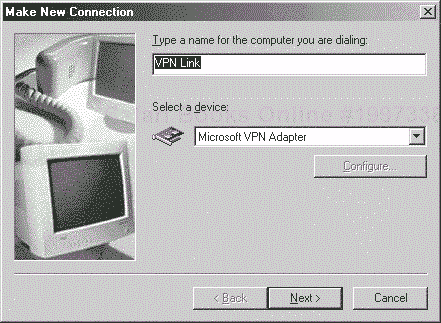 Make New Connection
Type a name for the computer you are dialing:
VPN Link
Select a device:
Microsoft VPN Adapter
Configure...
< Back
Next >
Cancel